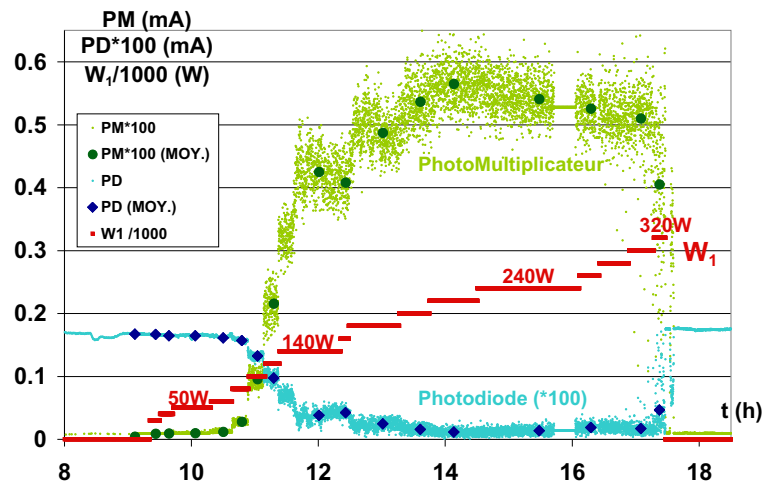 PM (mA)
PD*100 (mA)
W₁/1000 (W)
0.6
0.5
0.4
0.3
0.2
0.1
0
PM*100
PM*100 (MOY.)
PD
PD (MOY.)
W1 /1000
PhotoMultiplicateur
320W
W₁
240W
140W
50W
Photodiode (*100)
t (h)
8 10 12 14 16 18